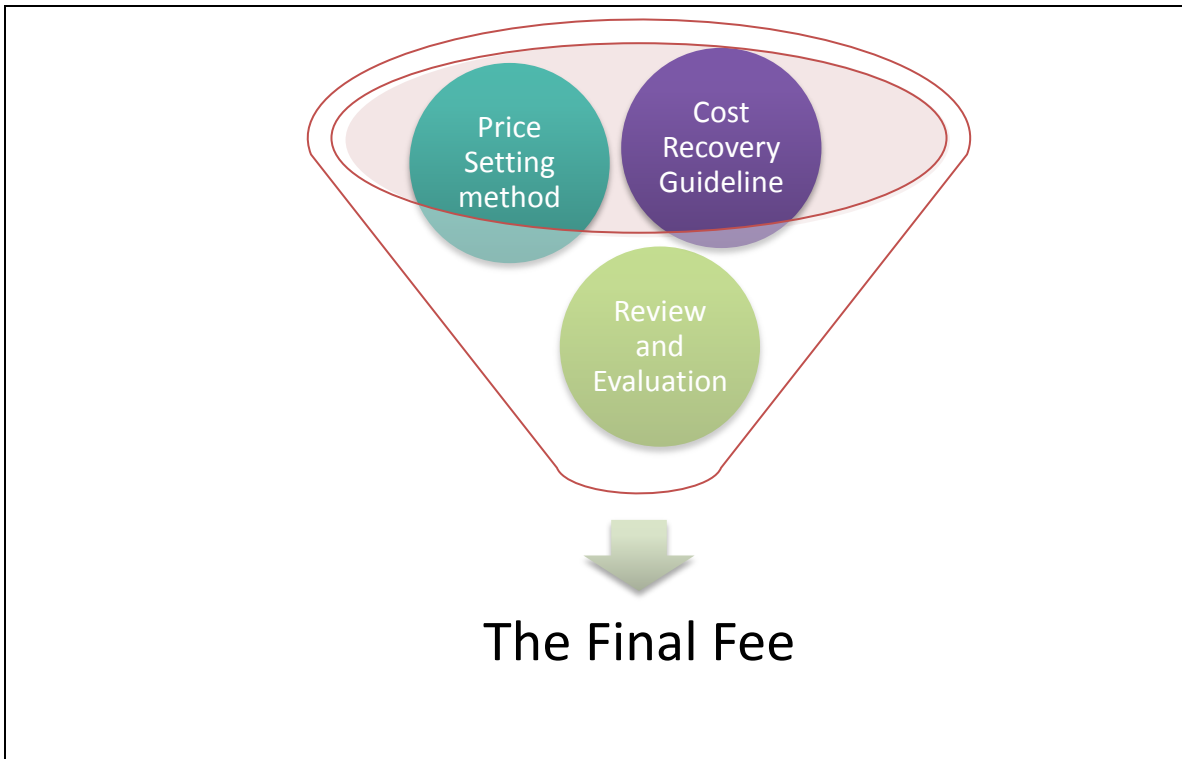 Price
Setting
method
Cost
Recovery
Guideline
Review
and
Evaluation
The Final Fee